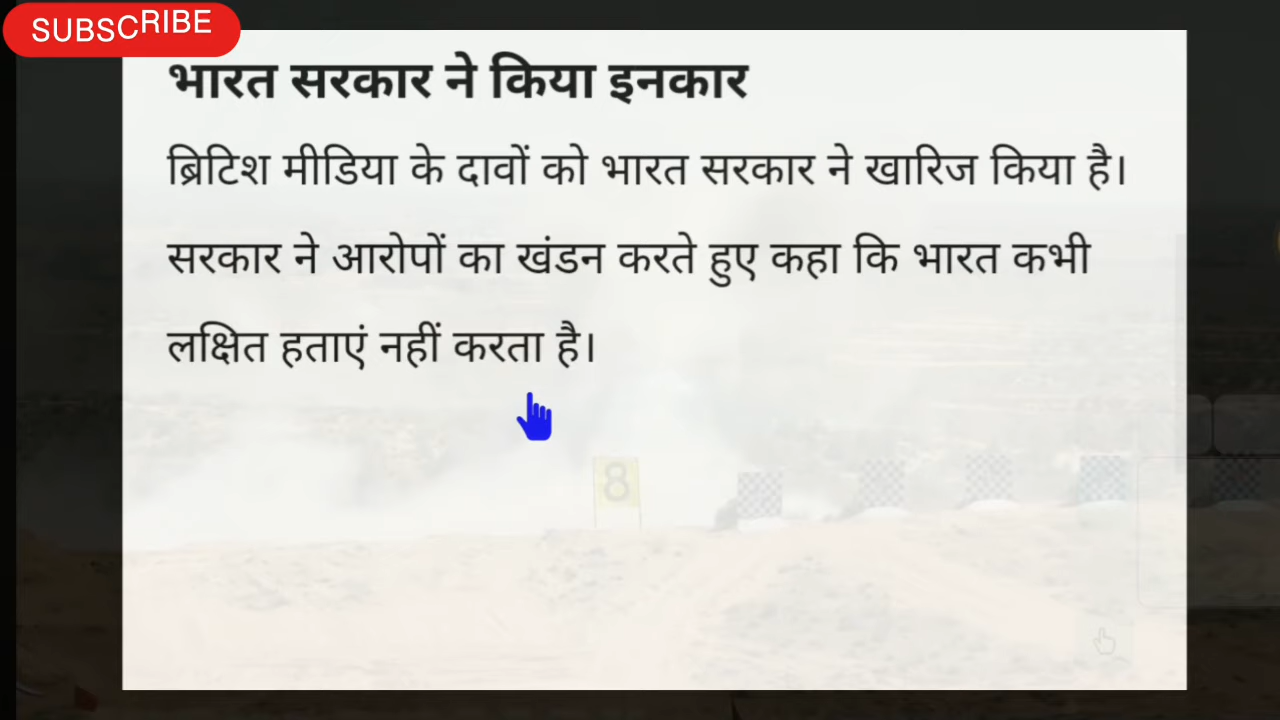 SUBSCRIBE
भारत सरकार ने किया इनकार
ब्रिटिश मीडिया के दावों को भारत सरकार ने खारिज किया है।
सरकार ने आरोपों का खंडन करते हुए कहा कि भारत कभी
लक्षित हताएं नहीं करता है।
8